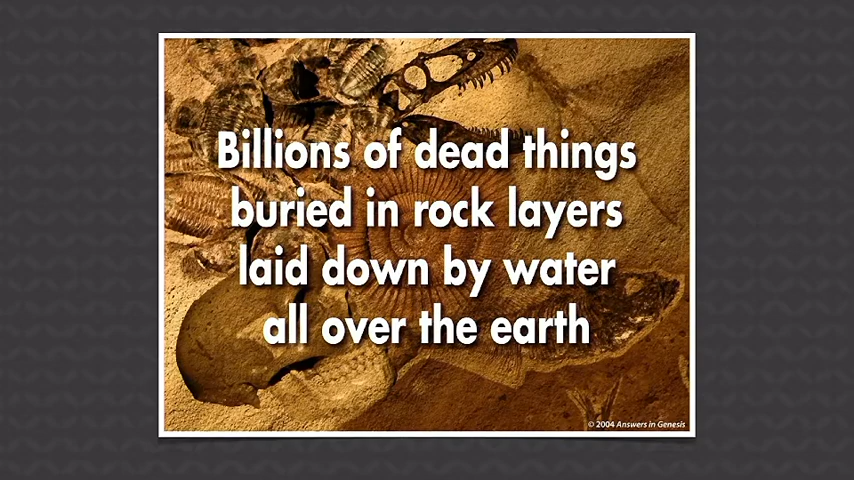 Billions of dead things
buried in rock layers
laid down by water
all over the earth
© 2004 Answers in Genesis